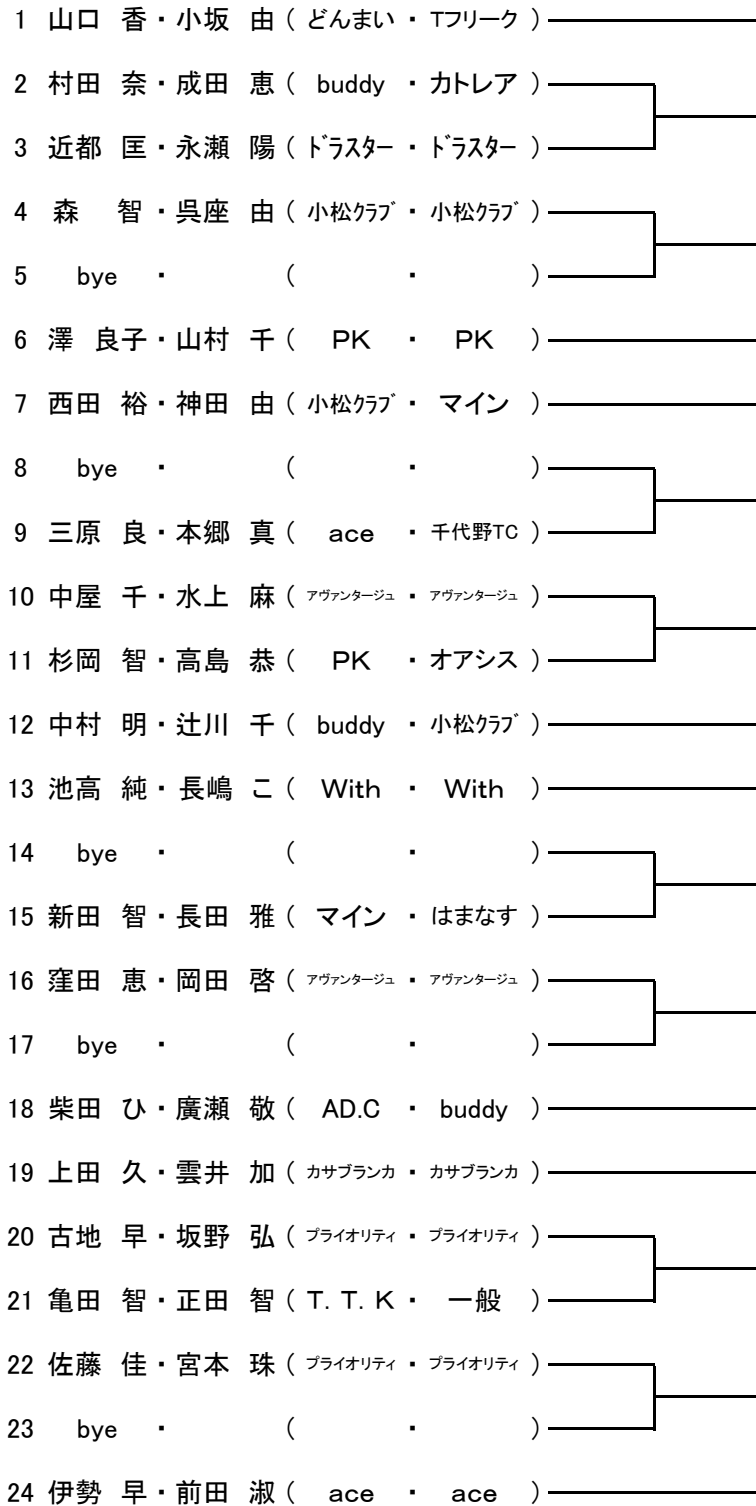 1 山口 香・小坂 由 ( どんまい ・ Tフリーク )
2 村田 奈・成田 恵 ( buddy ・ カトレア )
3 近都 匡・永瀬 陽 ( ﾄﾞﾗｽﾀｰ ・ ﾄﾞﾗｽﾀｰ )
4 森 智・呉座 由 ( 小松ｸﾗﾌﾞ ・ 小松ｸﾗﾌﾞ )
5 bye ・ ( ・ )
6 澤 良子・山村 千 ( PK ・ PK )
7 西田 裕・神田 由 ( 小松ｸﾗﾌﾞ ・ マイン )
8 bye ・ ( ・ )
9 三原 良・本郷 真 ( ace ・ 千代野TC )
10 中屋 千・水上 麻 ( アヴァンタージュ ・ アヴァンタージュ )
11 杉岡 智・高島 恭 ( PK ・ オアシス )
12 中村 明・辻川 千 ( buddy ・ 小松ｸﾗﾌﾞ )
13 池高 純・長嶋 こ ( With ・ With )
14 bye ・ ( ・ )
15 新田 智・長田 雅 ( マイン ・ はまなす )
16 窪田 恵・岡田 啓 ( アヴァンタージュ ・ アヴァンタージュ )
17 bye ・ ( ・ )
18 柴田 ひ・廣瀬 敬 ( AD.C ・ buddy )
19 上田 久・雲井 加 ( カサブランカ ・ カサブランカ )
20 古地 早・坂野 弘 ( プライオリティ ・ プライオリティ )
21 亀田 智・正田 智 ( T. T. K ・ 一般 )
22 佐藤 佳・宮本 珠 ( プライオリティ ・ プライオリティ )
23 bye ・ ( ・ )
24 伊勢 早・前田 淑 ( ace ・ ace )